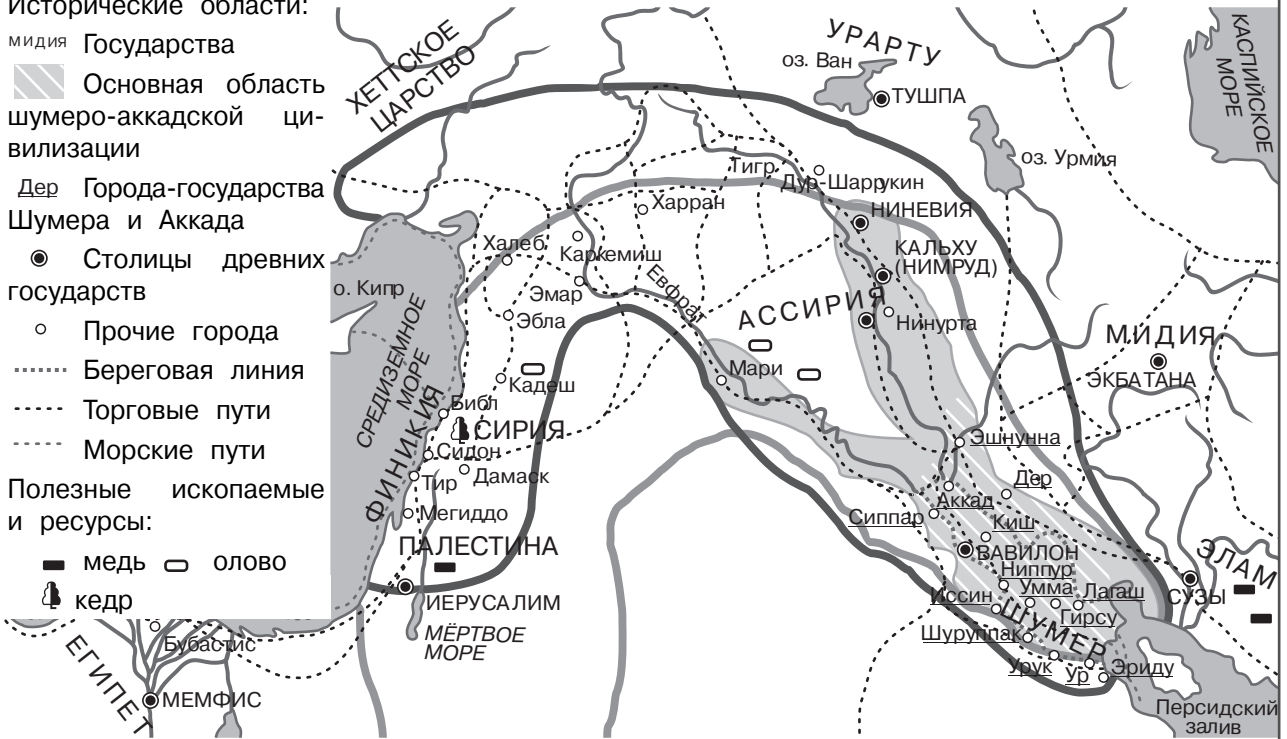 Исторические области:
мидия Государства
Основная область
шумеро-аккадской ци-
вилизации
Дер Города-государства
Шумера и Аккада
Столицы древних
государств
Прочие города
Береговая линия
Торговые пути
Морские пути
Полезные ископаемые
и ресурсы:
медь олово
кедр
ХЕТТСКОЕ
ЦАРСТВО
УРАРТУ
оз. Ван
ТУШПА
КАСПИЙСКОЕ
МОРЕ
оз. Урмия
Тигр
Дур-Шаррукин
Харран
НИНЕВИЯ
Халеб
Каркемиш
КАЛЬХУ
(НИМРУД)
о. Кипр
Эмар
Евфрат
АССИРИЯ
Эбла
Нинурта
СРЕДИЗЕМНОЕ
МОРЕ
МИДИЯ
Мари
ЭКБАТАНА
Кадеш
Библ
ФИНИКИЯ
СИРИЯ
Эшнунна
Сидон
Тир
Дамаск
Дер
Аккад
Мегиддо
Сиппар
Киш
ПАЛЕСТИНА
ВАВИЛОН
ЭЛАМ
Ниппур
Умма
Лагаш
СУЗЫ
Иссин
ИЕРУСАЛИМ
Гирсу
ШУМЕР
МЁРТВОЕ
МОРЕ
Шуруппак
Бубастис
Урук
Ур
Эриду
ЕГИПЕТ
МЕМФИС
Персидский
залив